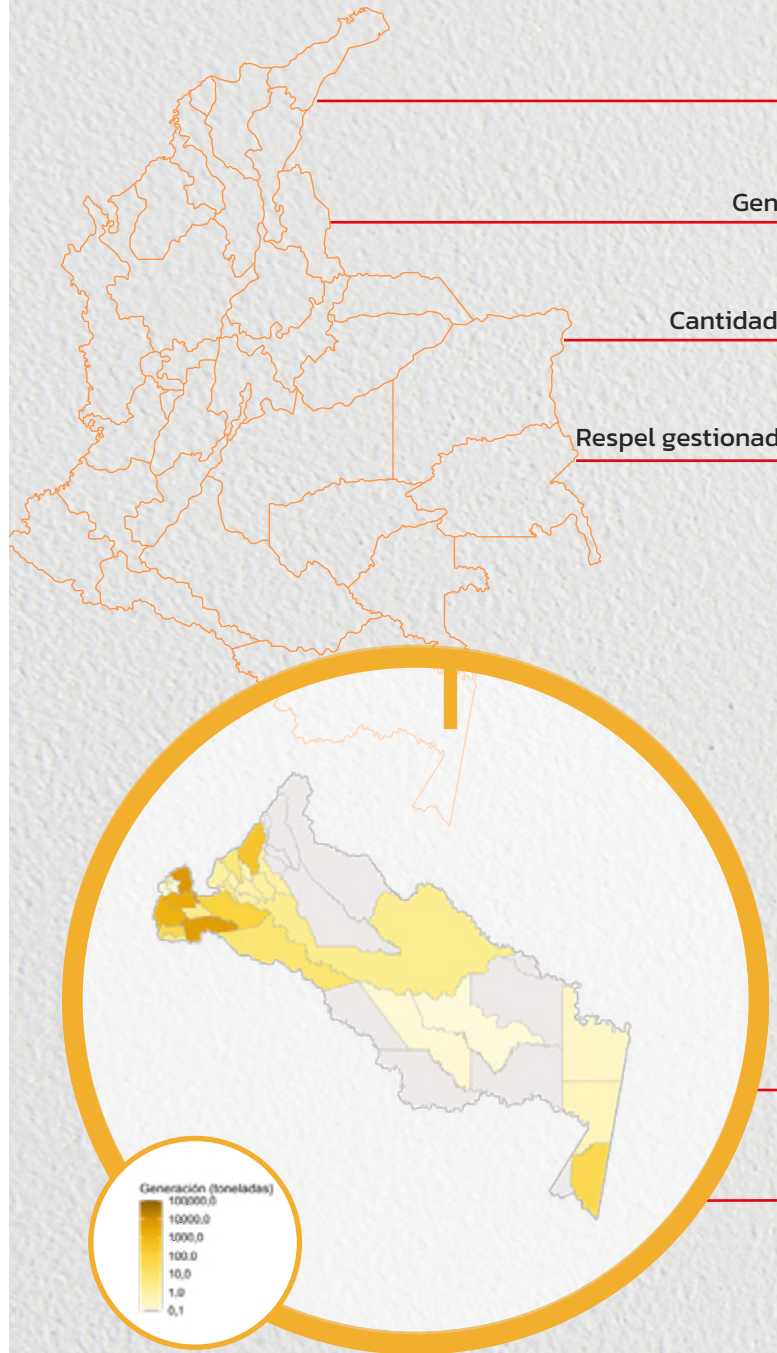 Gen
Cantidad
Respel gestionad
Generación (toneladas)
100000,0
10000,0
1000,0
100,0
10,0
1,0
0,1